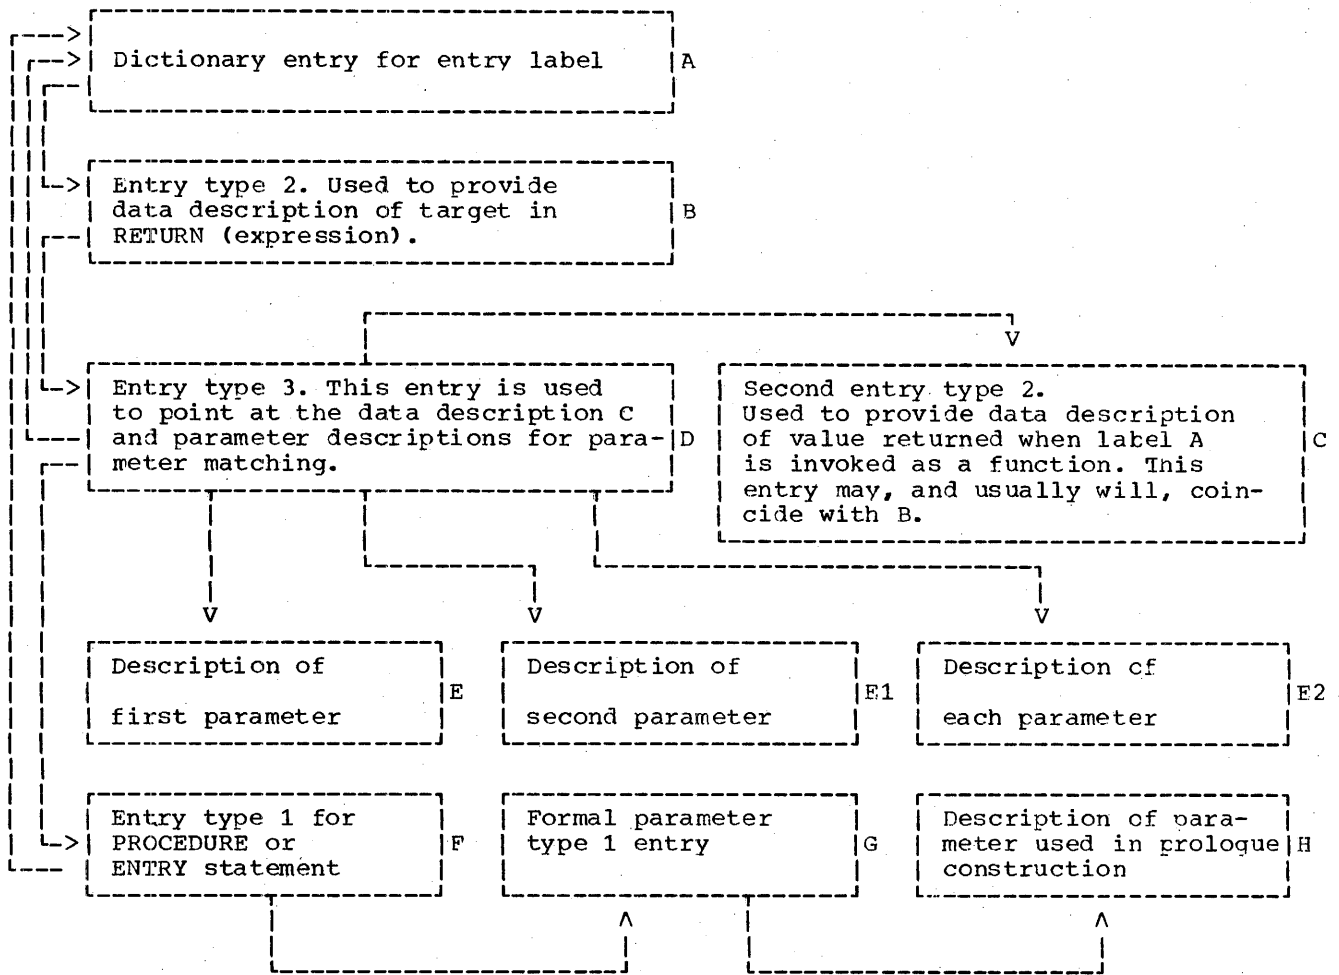 Dictionary entry for entry label
A
Entry type 2. Used to provide
data description of target in
RETURN (expression).
B
Entry type 3. This entry is used
to point at the data description C
and parameter descriptions for para-
meter matching.
D
Second entry type 2.
Used to provide data description
of value returned when label A
is invoked as a function. This
entry may, and usually will, coin-
cide with B.
C
Description of
first parameter
E
Description of
second parameter
E1
Description of
each parameter
E2
Entry type 1 for
PROCEDURE or
ENTRY statement
F
Formal parameter
type 1 entry
G
Description of para-
meter used in prologue
construction
H